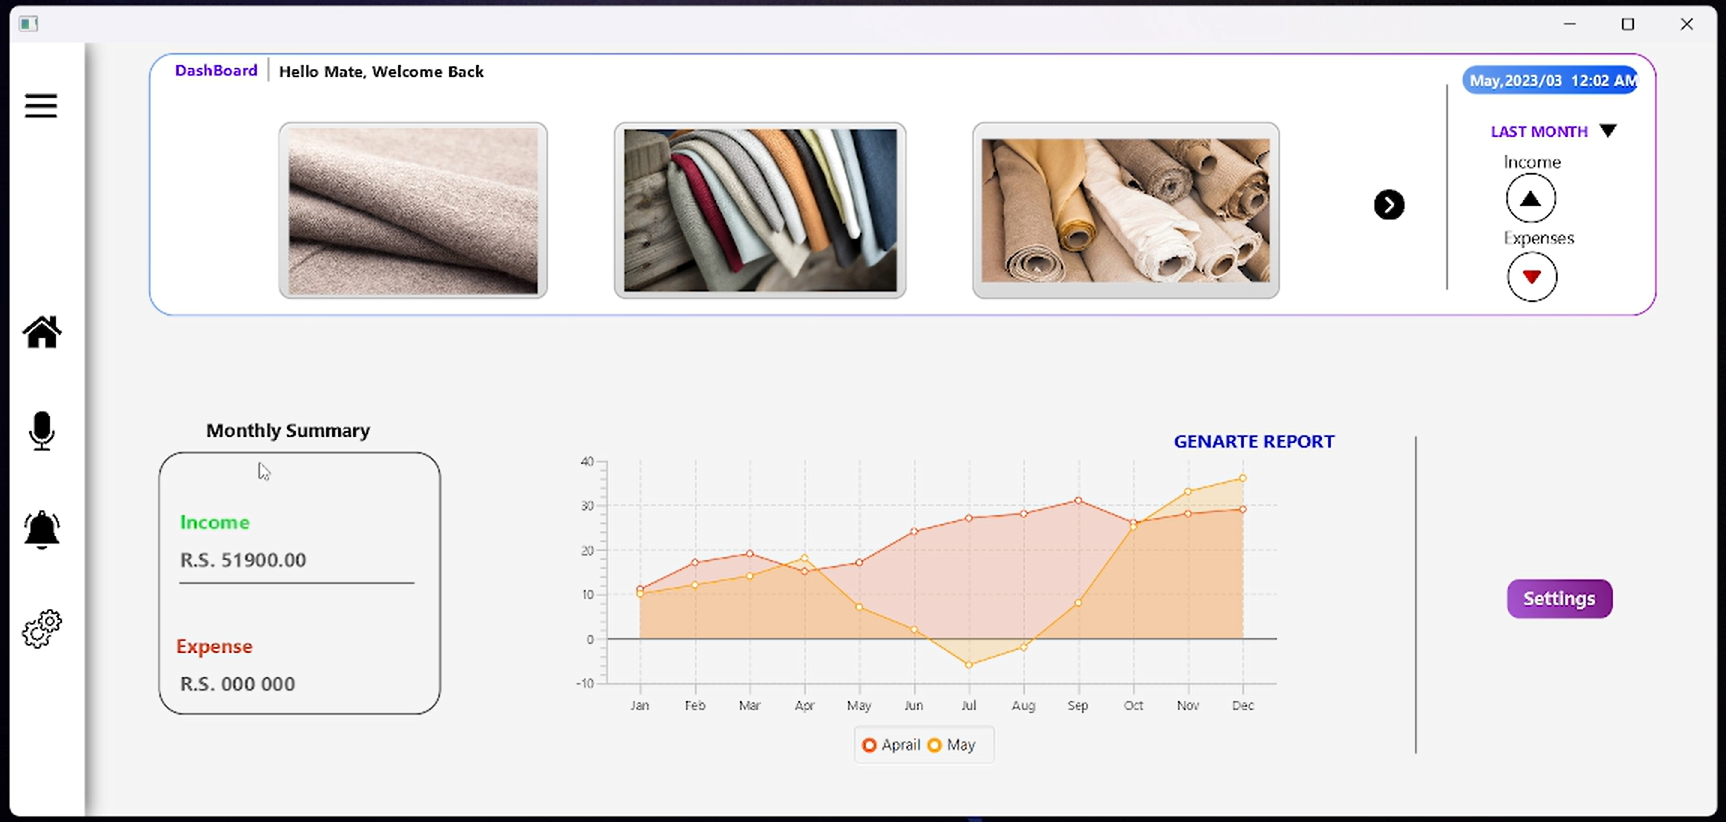 DashBoard
Hello Mate, Welcome Back
May,2023/03 12:02 AM
LAST MONTH
Income
Expenses
Monthly Summary
Income
R.S. 51900.00
Expense
R.S. 000 000
GENARTE REPORT
40
30
20
10
0
-10
Jan Feb Mar Apr May Jun Jul Aug Sep Oct Nov Dec
Aprail May
Settings